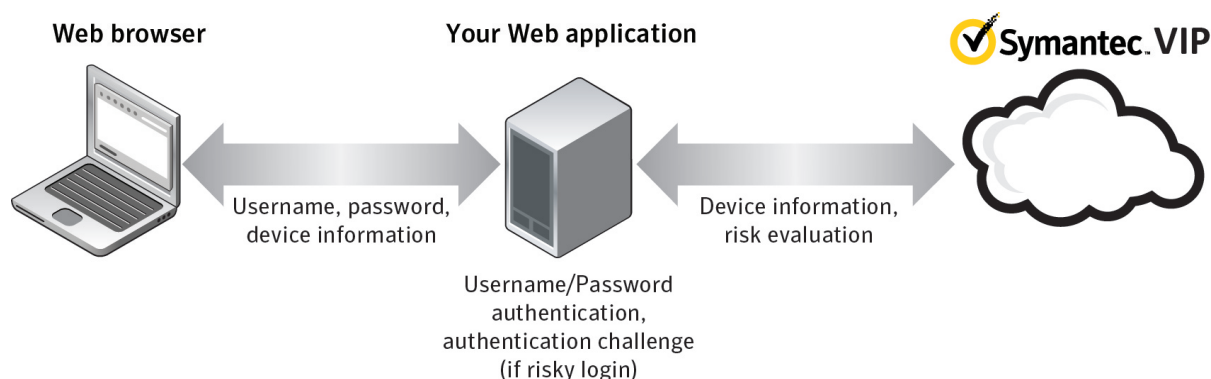 Web browser
Your Web application
Symantec™ VIP
Username, password,
device information
Device information,
risk evaluation
Username/Password
authentication,
authentication challenge
(if risky login)